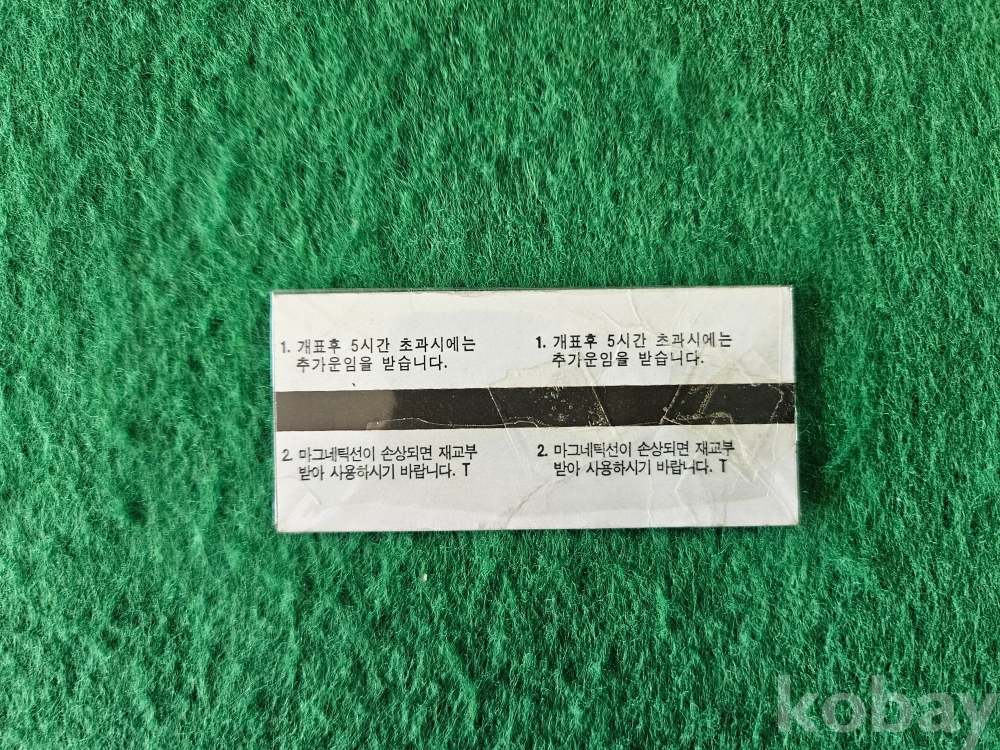 1. 개표후 5시간 초과시에는
추가운임을 받습니다.
1. 개표후 5시간 초과시에는
추가운임을 받습니다.
2. 마그네틱선이 손상되면 재교부
받아 사용하시기 바랍니다. T
2. 마그네틱선이 손상되면 재교부
받아 사용하시기 바랍니다. T
kobay